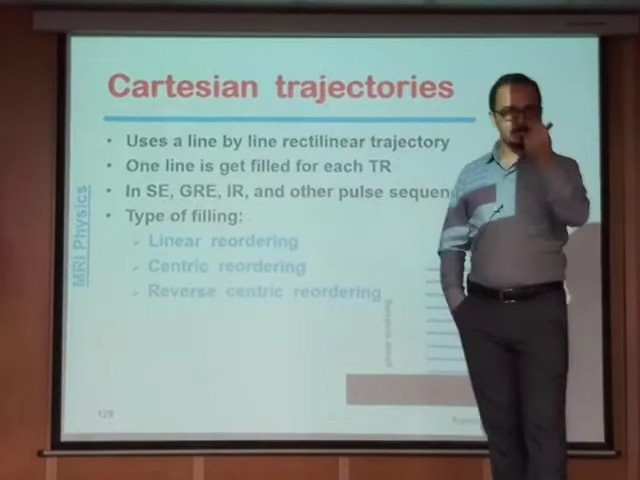 Cartesian trajectories
• Uses a line by line rectilinear trajectory
• One line is get filled for each TR
• In SE, GRE, IR, and other pulse sequen
• Type of filling:
Linear reordering
Centric reordering
Reverse centric reordering
MRI Physics